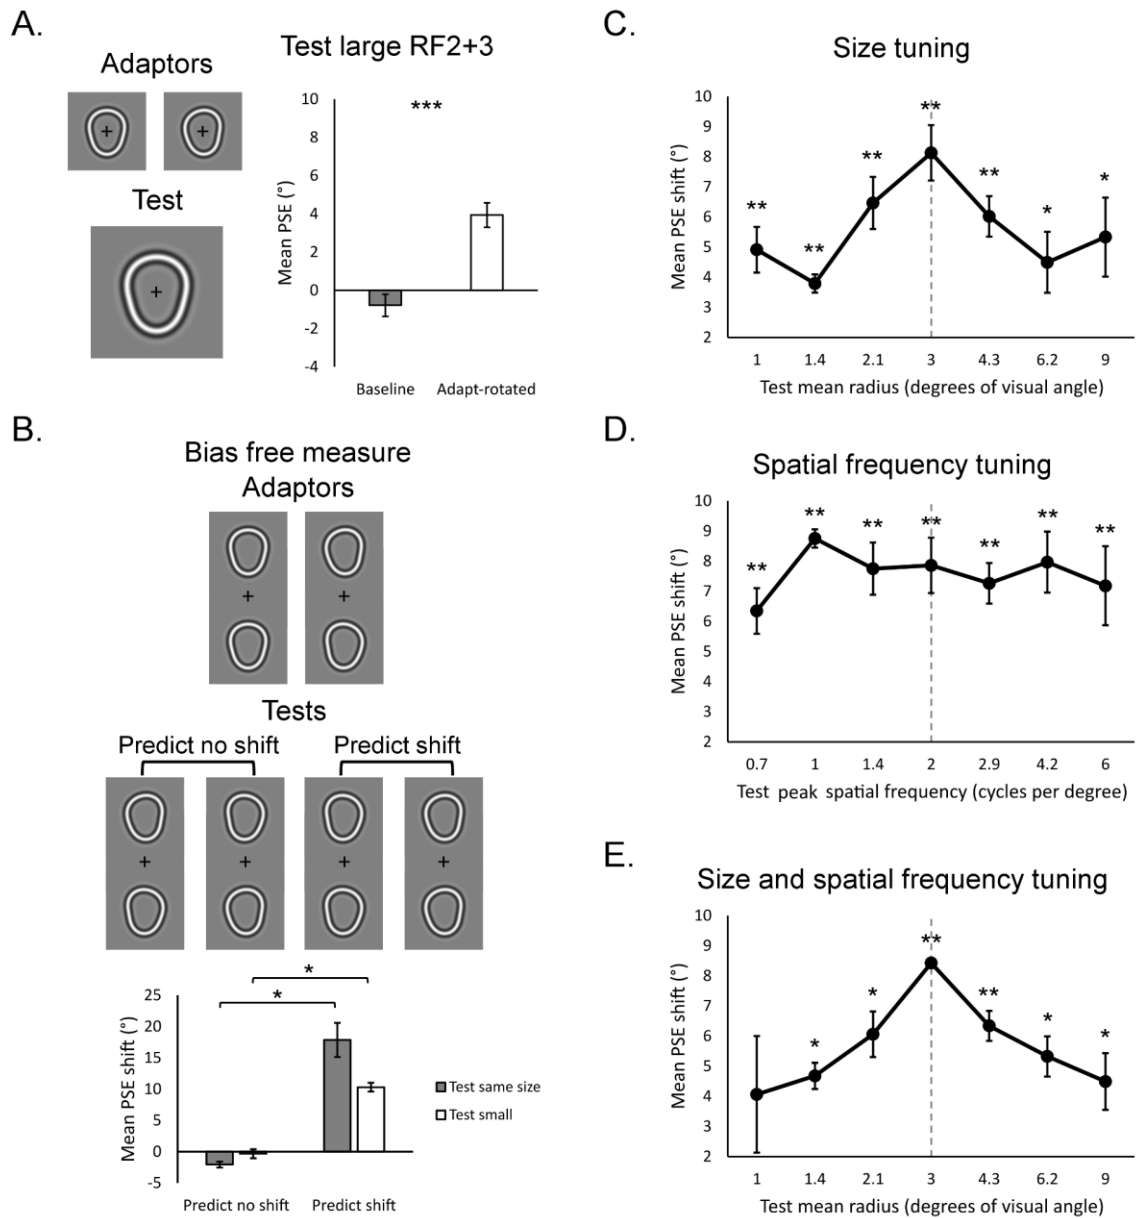 A.
Test large RF2+3
Adaptors
+
+
Test
+
Mean PSE (°)
10
8
6
4
2
0
-2
-4
***
Baseline
Adapt-rotated
B.
Bias free measure
Adaptors
+
+
Tests
Predict no shift
Predict shift
+
+
+
+
Mean PSE shift (°)
25
20
15
10
5
0
-5
*
*
Predict no shift
Predict shift
Test same size
Test small
C.
Size tuning
Mean PSE shift (°)
10
9
8
7
6
5
4
3
2
**
**
**
**
**
*
*
1 1.4 2.1 3 4.3 6.2 9
Test mean radius (degrees of visual angle)
D.
Spatial frequency tuning
Mean PSE shift (°)
10
9
8
7
6
5
4
3
2
**
**
**
**
**
**
**
0.7 1 1.4 2 2.9 4.2 6
Test peak spatial frequency (cycles per degree)
E.
Size and spatial frequency tuning
Mean PSE shift (°)
10
9
8
7
6
5
4
3
2
*
*
**
**
*
*
1 1.4 2.1 3 4.3 6.2 9
Test mean radius (degrees of visual angle)